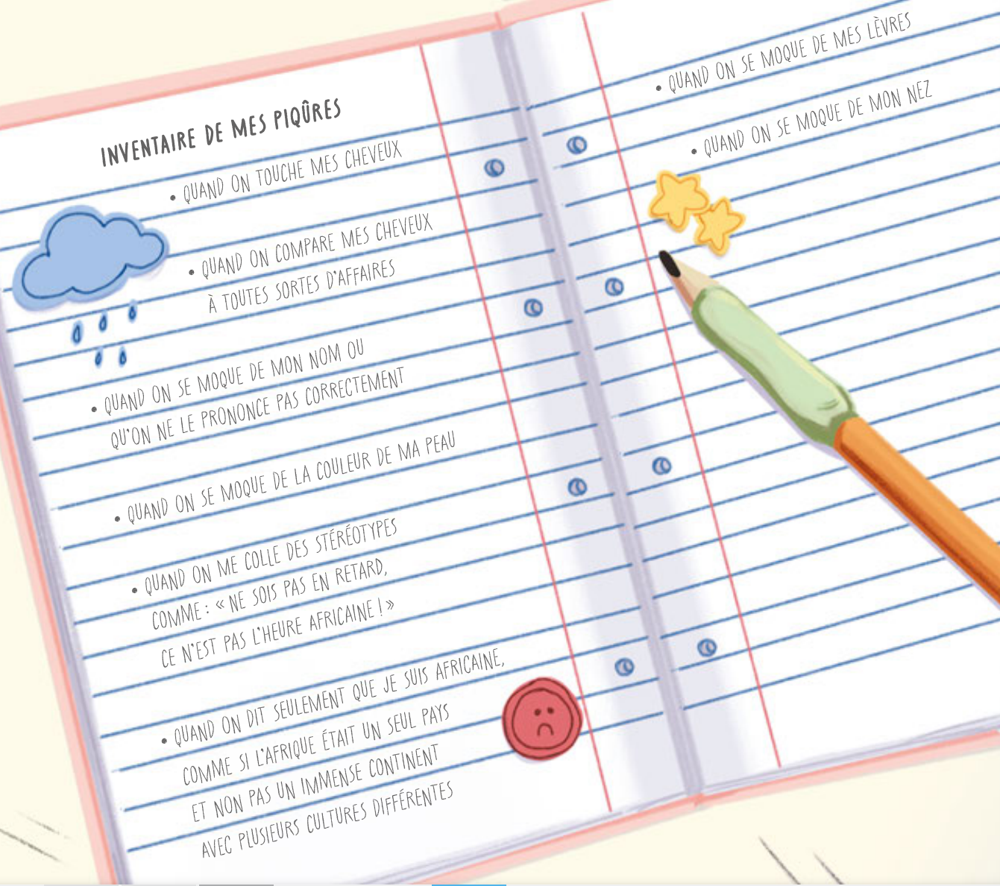 INVENTAIRE DE MES PIQÛRES
• QUAND ON TOUCHE MES CHEVEUX
• QUAND ON COMPARE MES CHEVEUX
À TOUTES SORTES D'AFFAIRES
• QUAND ON SE MOQUE DE MON NOM OU
QU'ON NE LE PRONONCE PAS CORRECTEMENT
• QUAND ON SE MOQUE DE LA COULEUR DE MA PEAU
• QUAND ON ME COLLE DES STÉRÉOTYPES
COMME : « NE SOIS PAS EN RETARD,
CE N'EST PAS L'HEURE AFRICAINE ! »
• QUAND ON DIT SEULEMENT QUE JE SUIS AFRICAINE,
COMME SI L'AFRIQUE ÉTAIT UN SEUL PAYS
ET NON PAS UN IMMENSE CONTINENT
AVEC PLUSIEURS CULTURES DIFFÉRENTES
• QUAND ON SE MOQUE DE MES LÈVRES
• QUAND ON SE MOQUE DE MON NEZ